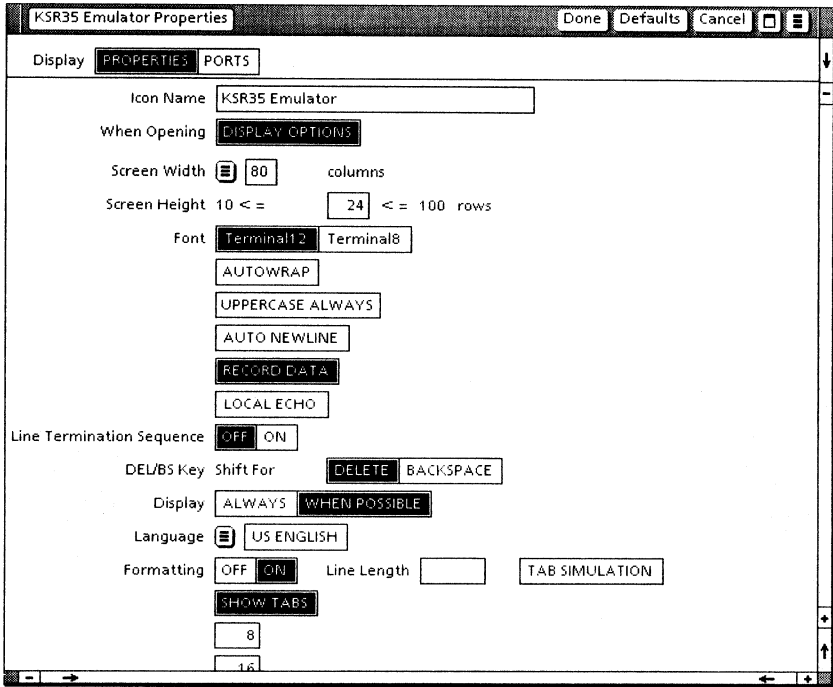 KSR35 Emulator Properties Done Defaults Cancel
Display PROPERTIES PORTS
Icon Name KSR35 Emulator
When Opening DISPLAY OPTIONS
Screen Width 80 columns
Screen Height 10 < = 24 < = 100 rows
Font Terminal12 Terminal8
AUTOWRAP
UPPERCASE ALWAYS
AUTO NEWLINE
RECORD DATA
LOCAL ECHO
Line Termination Sequence OFF ON
DEL/BS Key Shift For DELETE BACKSPACE
Display ALWAYS WHEN POSSIBLE
Language US ENGLISH
Formatting OFF ON Line Length TAB SIMULATION
SHOW TABS
8
16